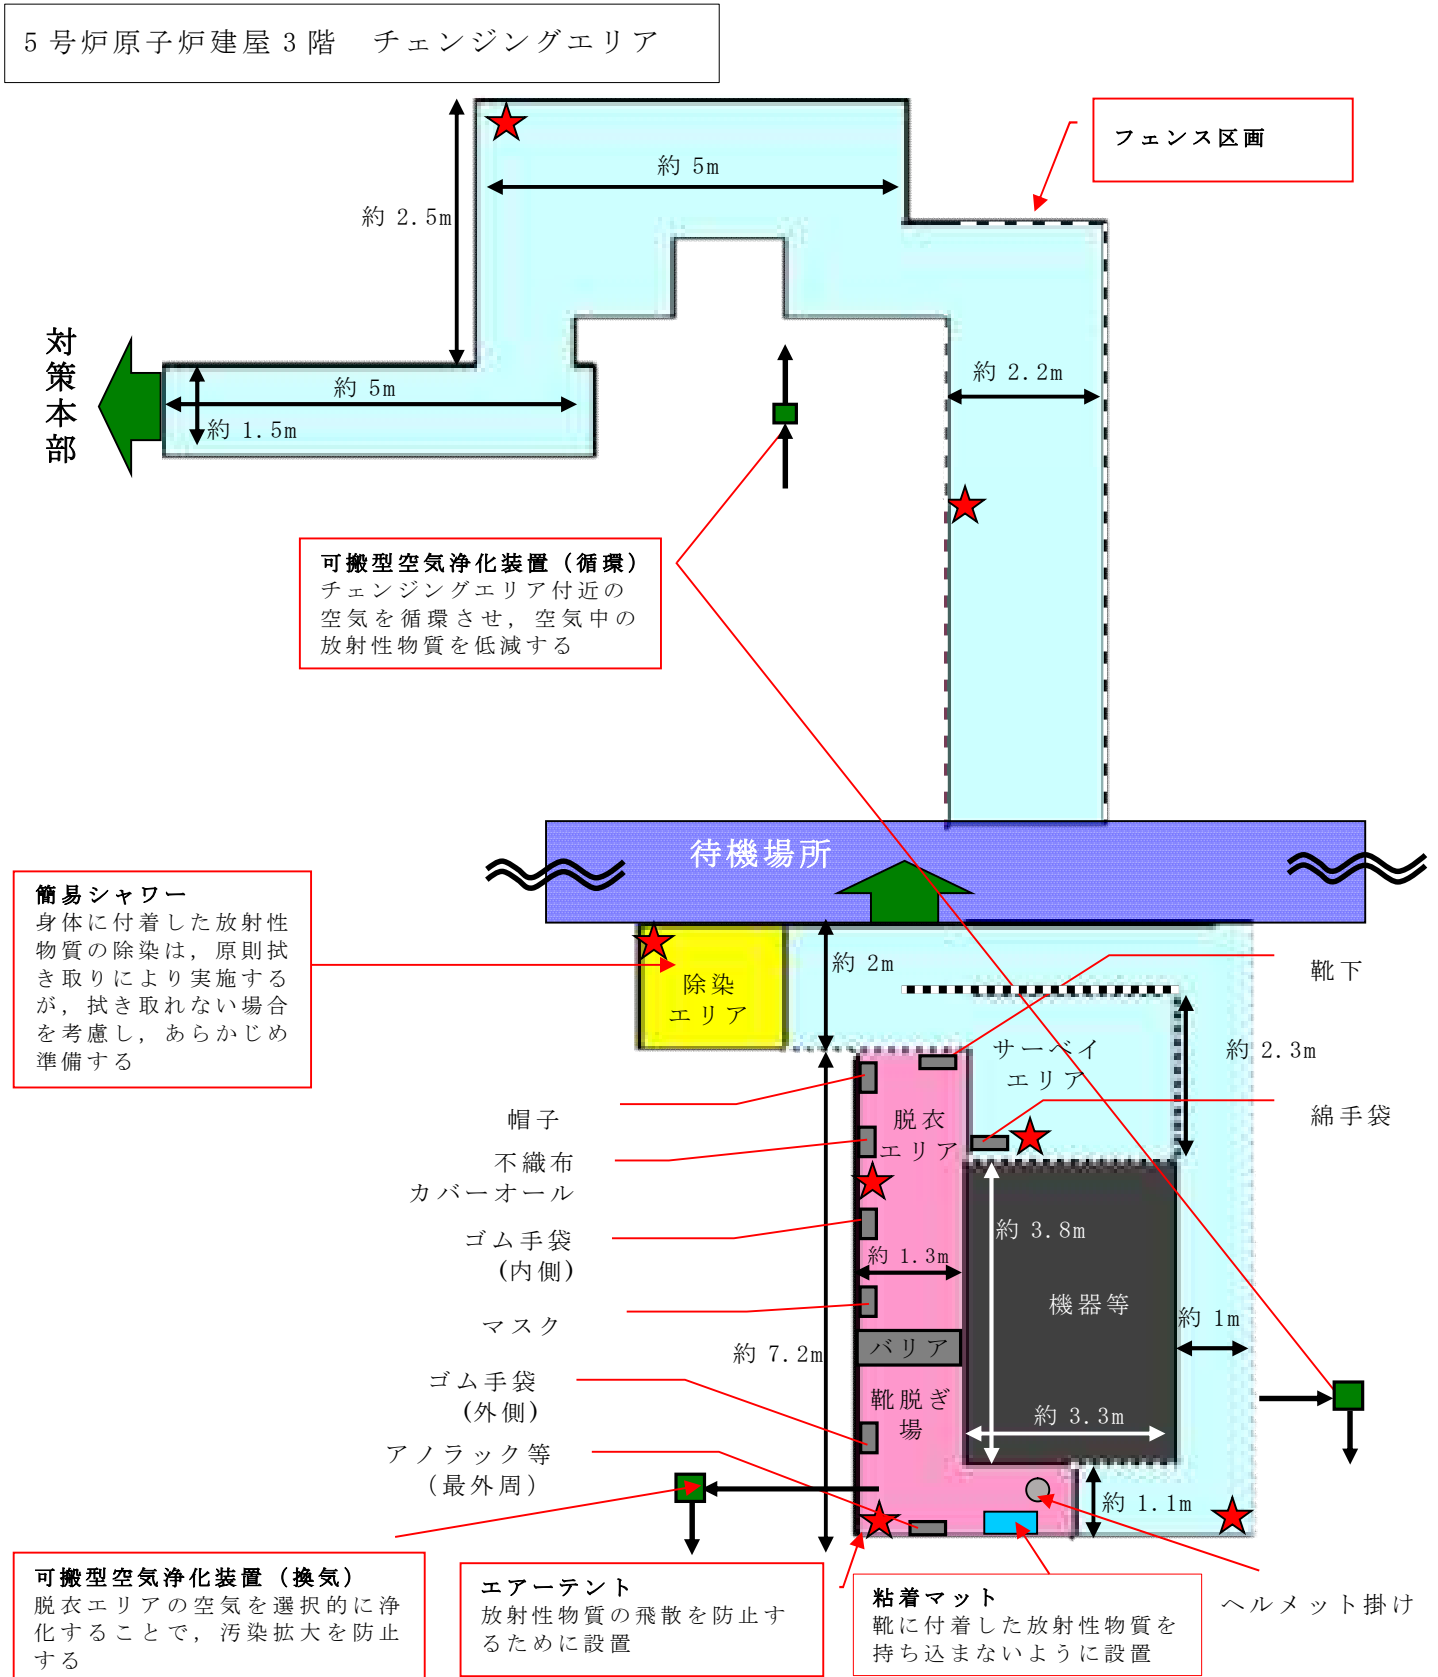 5号炉原子炉建屋3階　チェンジングエリア
フェンス区画
約 5m
約 2.5m
対策本部
約 5m
約 1.5m
約 2.2m
可搬型空気浄化装置（循環）
チェンジングエリア付近の
空気を循環させ，空気中の
放射性物質を低減する
待機場所
簡易シャワー
身体に付着した放射性
物質の除染は，原則拭
き取りにより実施する
が，拭き取れない場合
を考慮し，あらかじめ
準備する
除染
エリア
約 2m
靴下
サーベイ
エリア
約 2.3m
綿手袋
帽子
脱衣
エリア
不織布
カバーオール
ゴム手袋
(内側)
約 3.8m
約 1.3m
機器等
マスク
約 1m
バリア
約 7.2m
ゴム手袋
(外側)
靴脱ぎ
場
約 3.3m
アノラック等
（最外周）
約 1.1m
可搬型空気浄化装置（換気）
脱衣エリアの空気を選択的に浄
化することで，汚染拡大を防止
する
エアーテント
放射性物質の飛散を防止す
るために設置
粘着マット
靴に付着した放射性物質を
持ち込まないように設置
ヘルメット掛け